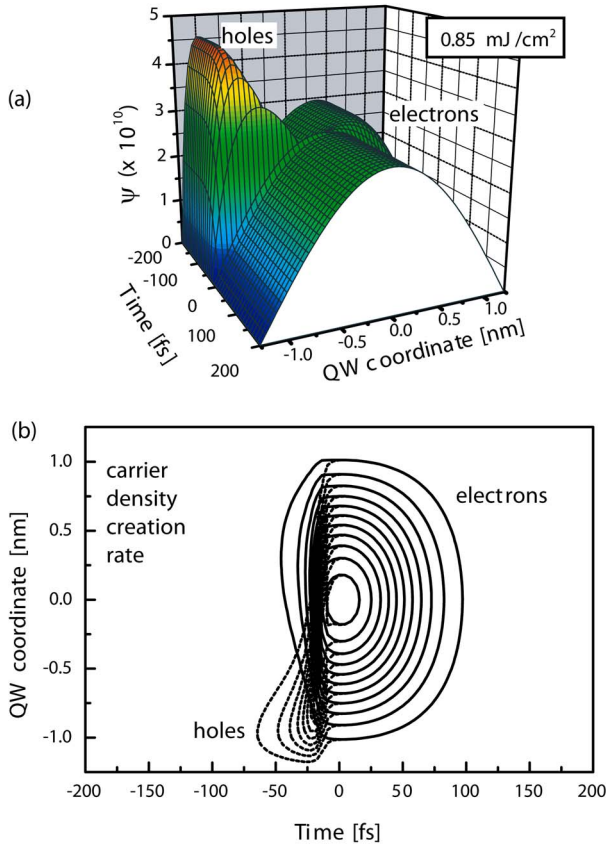 (a)
holes
0.85 mJ/cm²
electrons
Ψ (x 10¹⁰)
5
4
3
2
1
0
-200
-100
0
100
200
Time [fs]
-1.0
-0.5
0.0
0.5
1.0
QW coordinate [nm]
(b)
carrier
density
creation
rate
electrons
holes
QW coordinate [nm]
1.0
0.5
0.0
-0.5
-1.0
-200 -150 -100 -50 0 50 100 150 200
Time [fs]